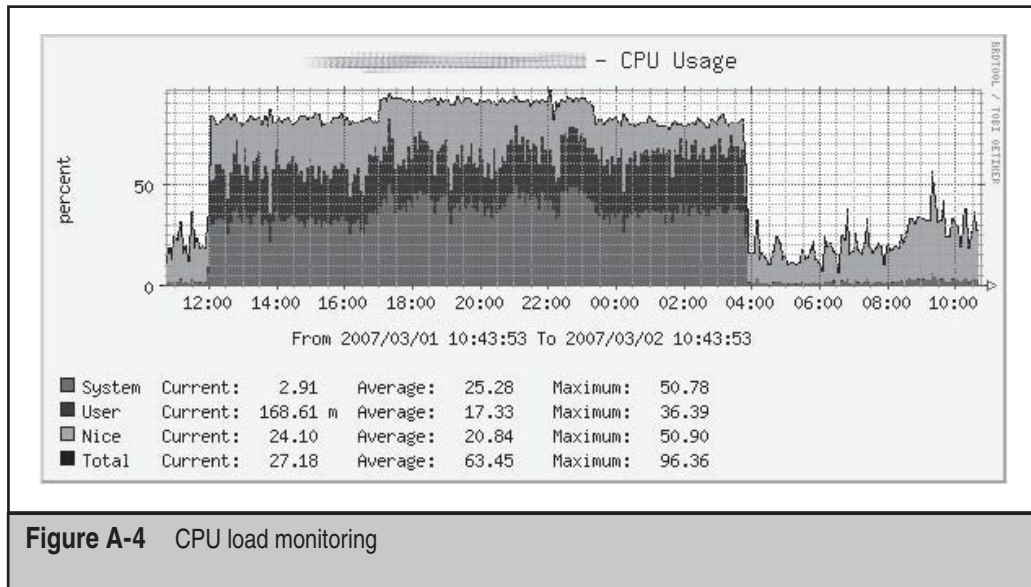 - CPU Usage
RRDTOOL / TOBI OETIKER
percent
50
0
12:00 14:00 16:00 18:00 20:00 22:00 00:00 02:00 04:00 06:00 08:00 10:00
From 2007/03/01 10:43:53 To 2007/03/02 10:43:53
System Current: 2.91 Average: 25.28 Maximum: 50.78
User Current: 168.61 m Average: 17.33 Maximum: 36.39
Nice Current: 24.10 Average: 20.84 Maximum: 50.90
Total Current: 27.18 Average: 63.45 Maximum: 96.36
Figure A-4 CPU load monitoring